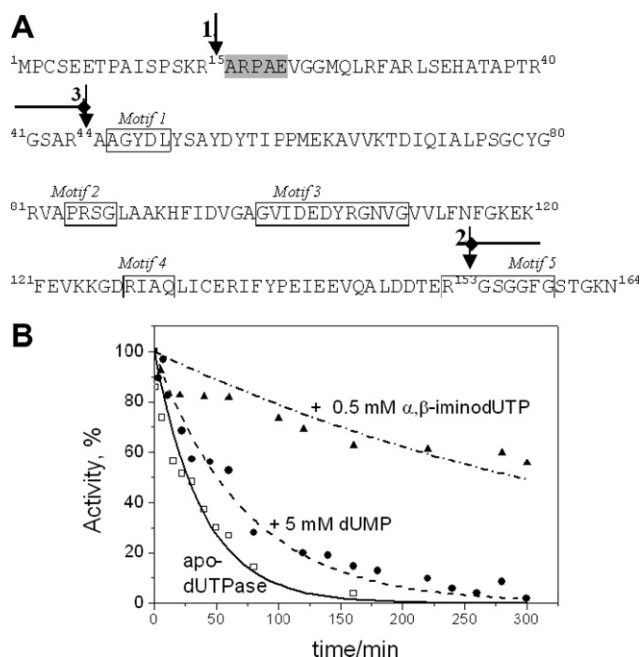 A
1
1MPCSEETPAISPSKR15ARPAEVGGMQLRFARLSEHATAPTR40
3
Motif 1
41GSAR44AAGYDLYSAYDYTIPPMEKAVVKTDIQIALPSGCYG80
Motif 2 Motif 3
81RVAPRSGLAAKHFIDVGAGVIDEDYRGNVGVVLFNFGKEK120
2
Motif 4 Motif 5
121FEVKKGDRIAQLICERIFYPEIEEVQALDDTER153GSGGFGSTGKN164
B
100
80
60
40
20
0
Activity, %
+ 0.5 mM α,β-iminodUTP
+ 5 mM dUMP
apo-
dUTPase
0 50 100 150 200 250 300
time/min